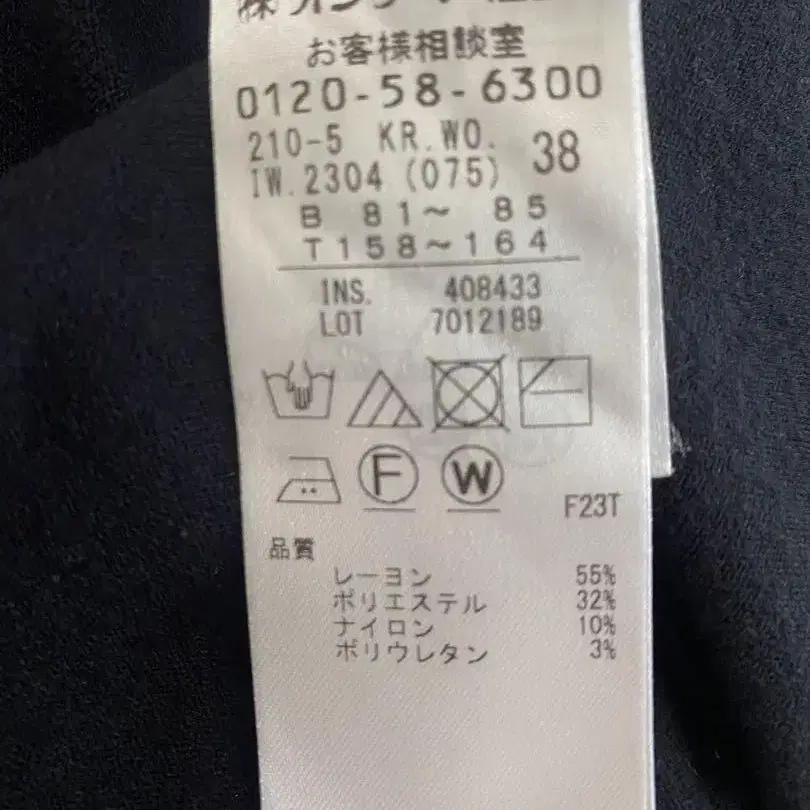 お客様相談室
0120-58-6300
210-5 KR.WO. 38
IW.2304 (075)
B 81〜 85
T158〜164
INS. 408433
LOT 7012189
F W
F23T
品質
レーヨン 55%
ポリエステル 32%
ナイロン 10%
ポリウレタン 3%